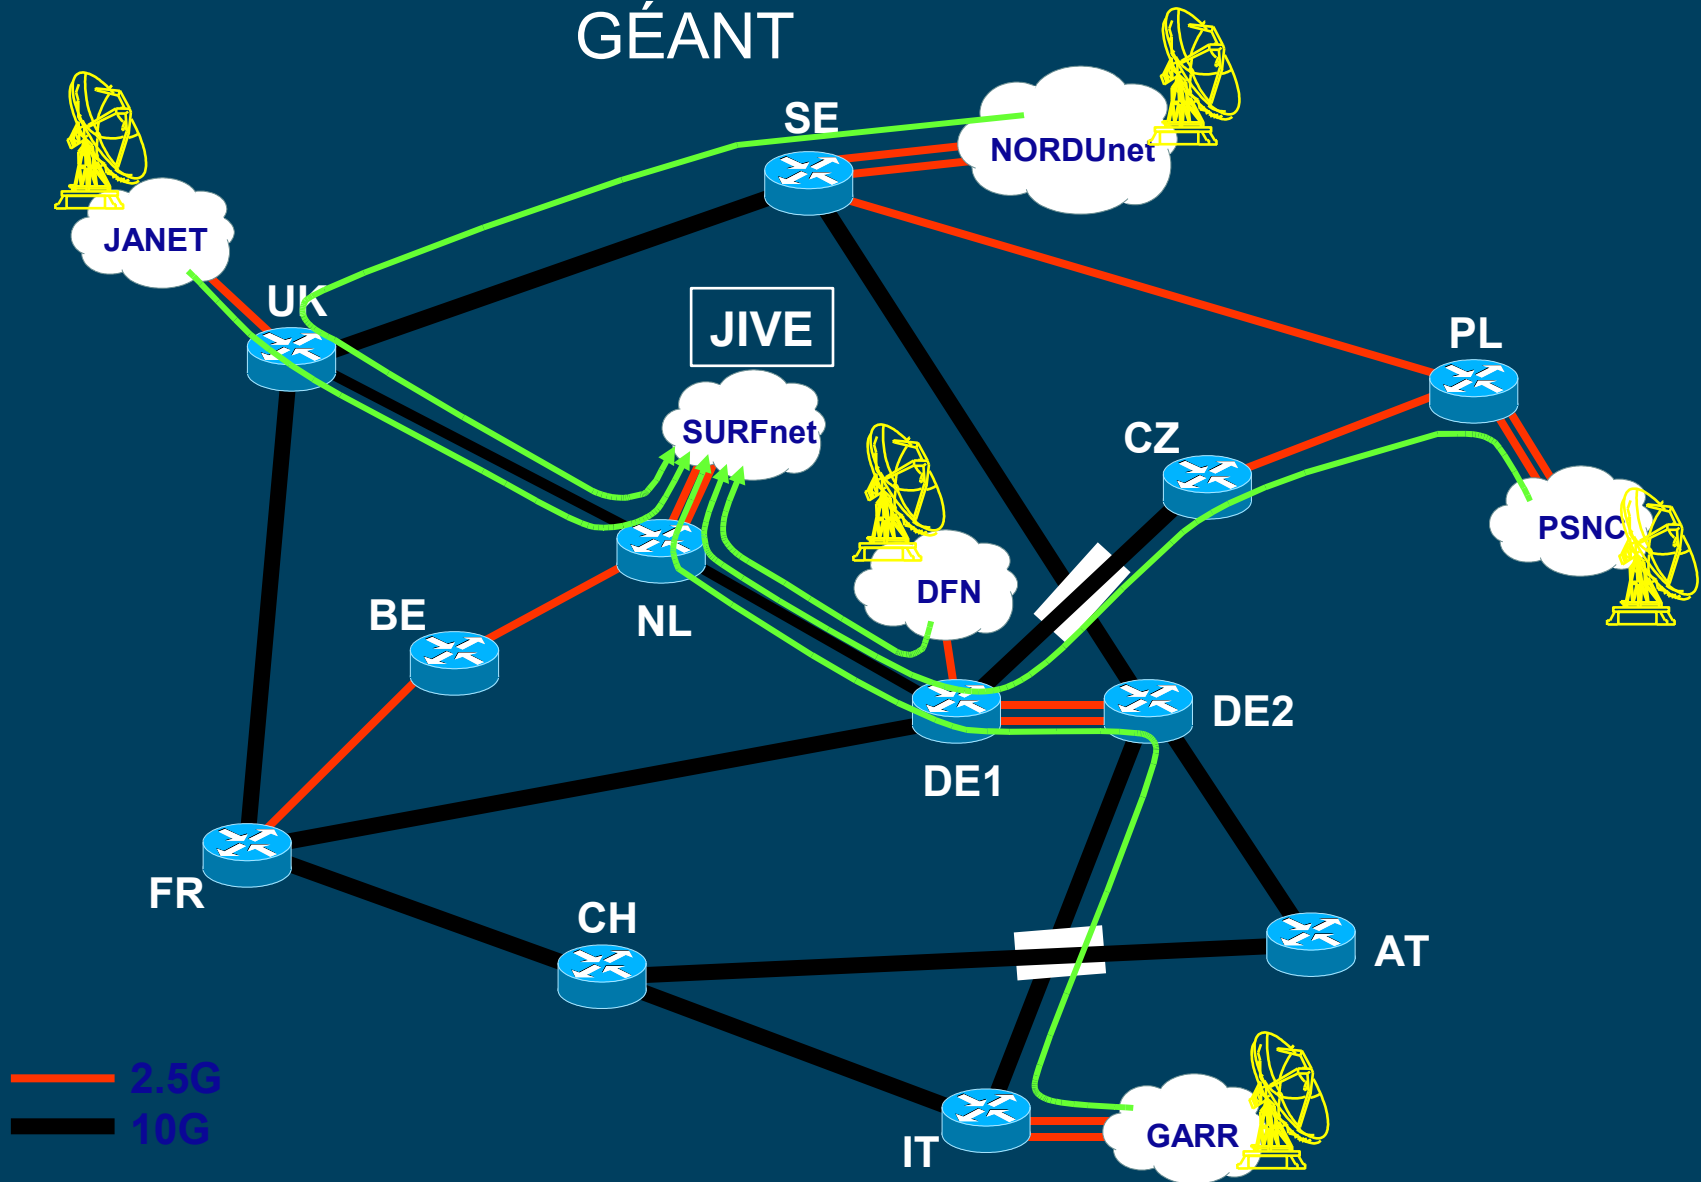 GÉANT
SE
NORDUnet
JANET
UK
JIVE
PL
SURFnet
CZ
PSNC
DFN
BE
NL
DE2
DE1
FR
CH
AT
2.5G
10G
GARR
IT